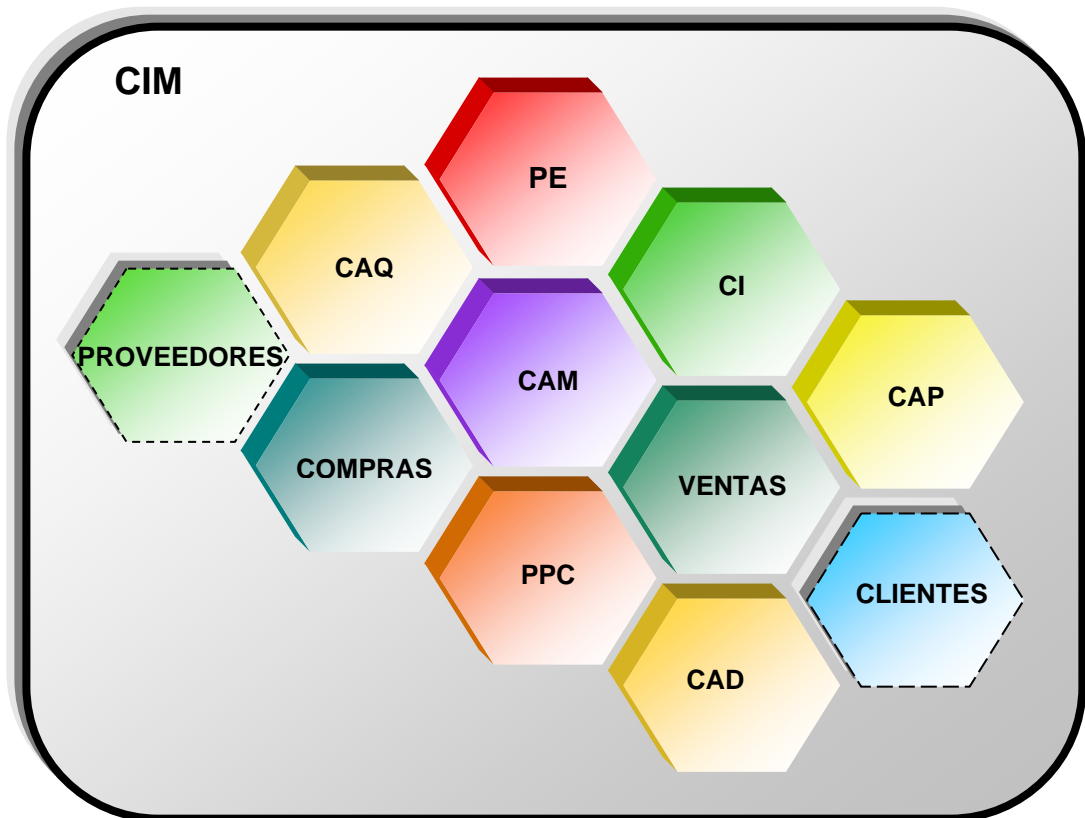 CIM
PE
CAQ
CI
PROVEEDORES
CAM
CAP
COMPRAS
VENTAS
PPC
CLIENTES
CAD